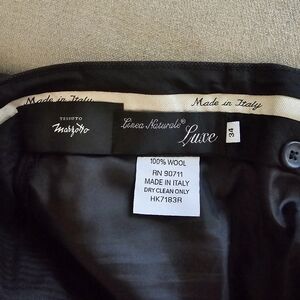 Made in Italy
Made in Italy
TESSUTO
Marzotto
Linea Naturale®
Luxe
34
100% WOOL
RN 90711
MADE IN ITALY
DRY CLEAN ONLY
HK7183R